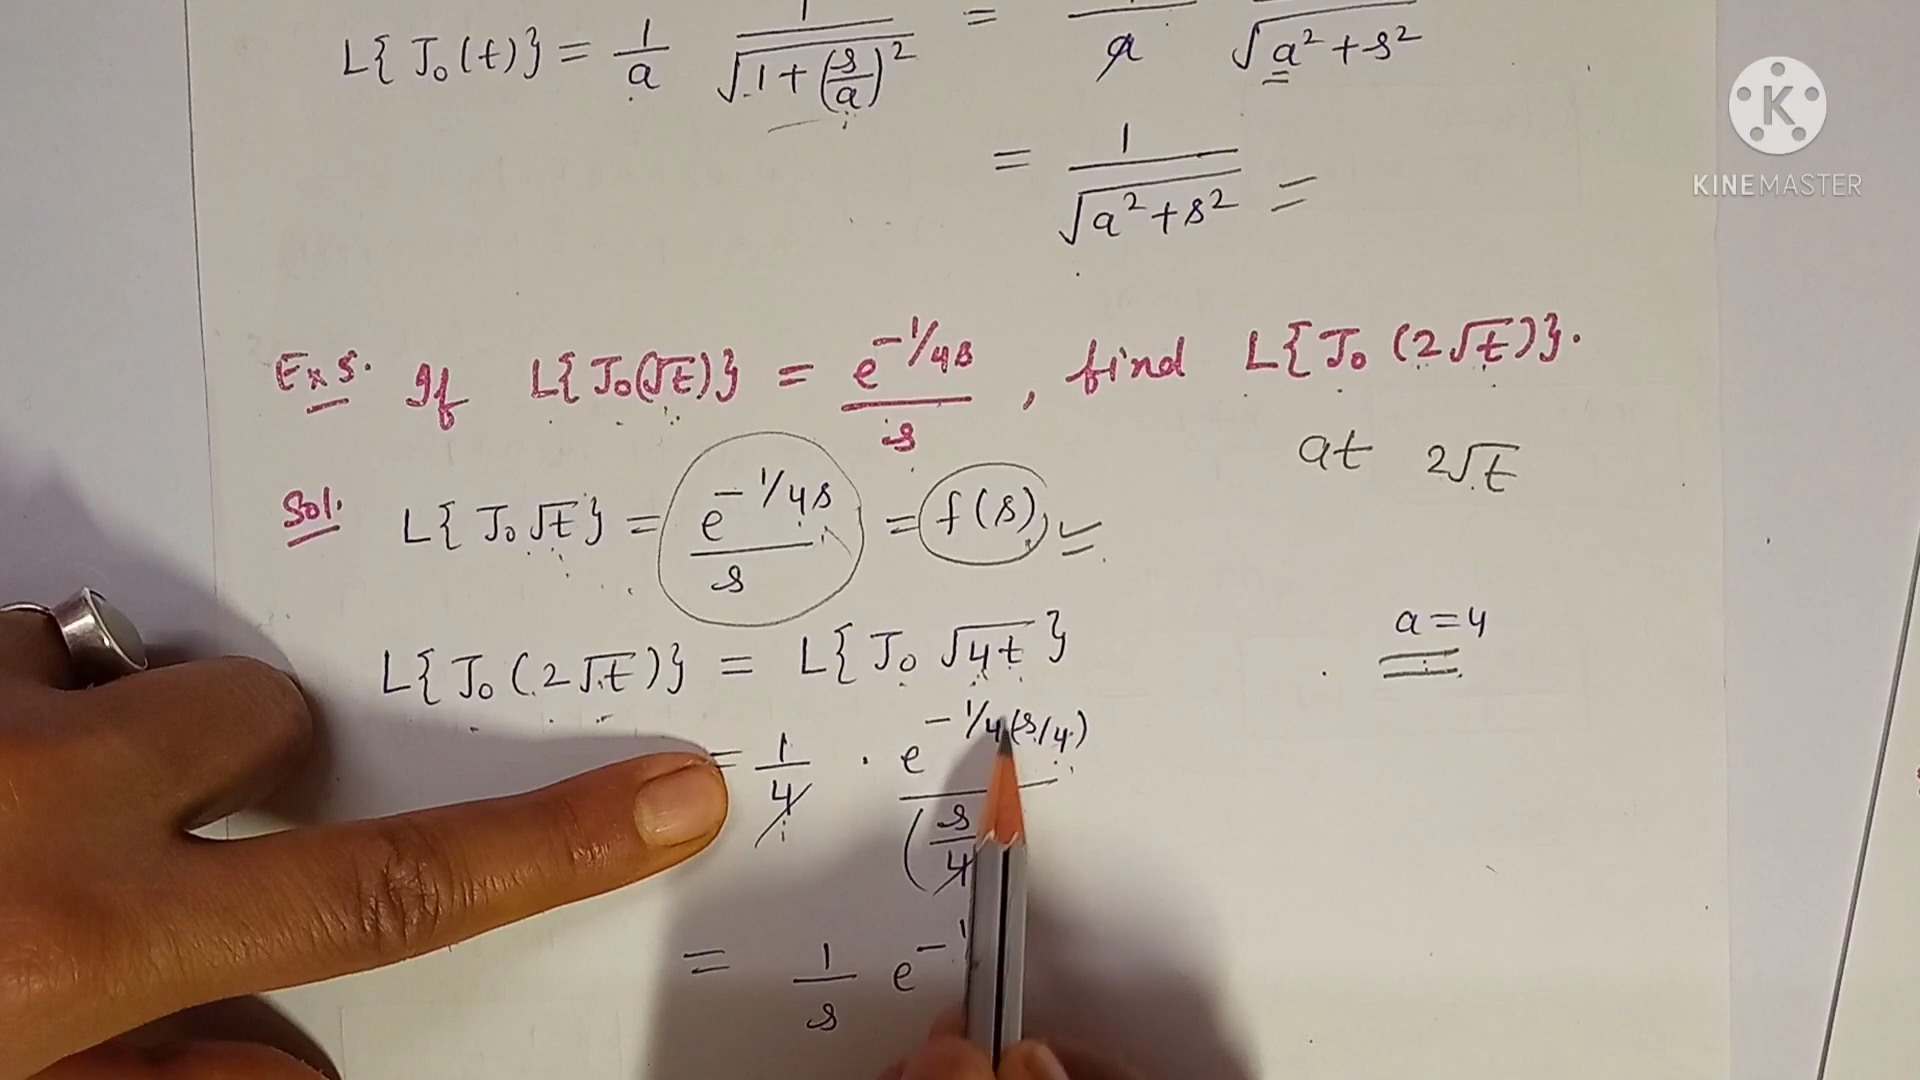 L{J₀(t)} = 1/a 1/√(1+(s/a)²) = 1/a √(a²+s²)
= 1/√(a²+s²) =
KINEMASTER
Ex 5. If L{J₀(√t)} = e^(-1/4s)/s , find L{J₀(2√t)}.
at 2√t
Sol. L{J₀√t} = e^(-1/4s)/s = f(s)
a=4
L{J₀(2√t)} = L{J₀√4t}
= 1/4 · e^(-1/4(s/4))/(s/4
= 1/s e^-1